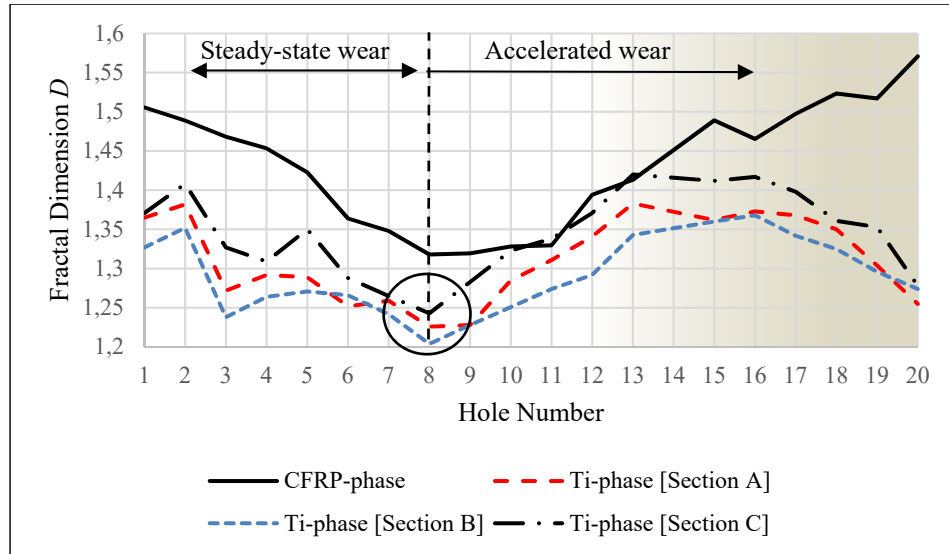 Steady-state wear
Accelerated wear
Fractal Dimension D
1,6
1,55
1,5
1,45
1,4
1,35
1,3
1,25
1,2
1 2 3 4 5 6 7 8 9 10 11 12 13 14 15 16 17 18 19 20
Hole Number
CFRP-phase
Ti-phase [Section A]
Ti-phase [Section B]
Ti-phase [Section C]